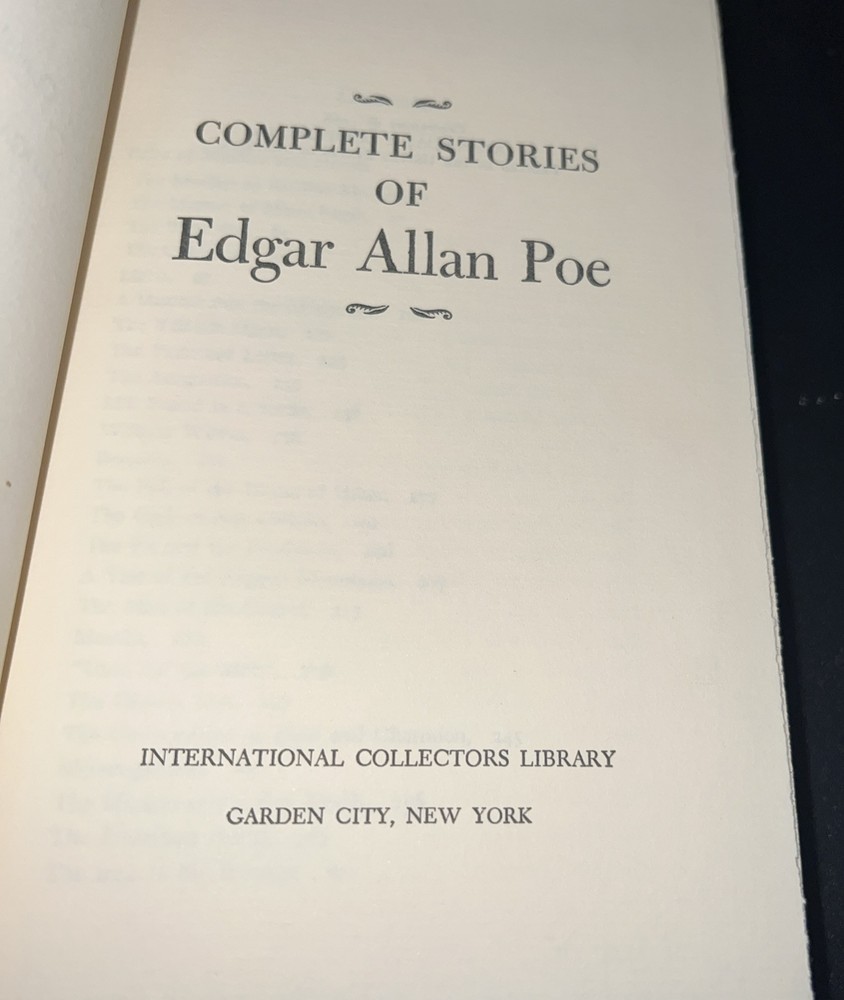 COMPLETE STORIES
OF
Edgar Allan Poe
INTERNATIONAL COLLECTORS LIBRARY
GARDEN CITY, NEW YORK